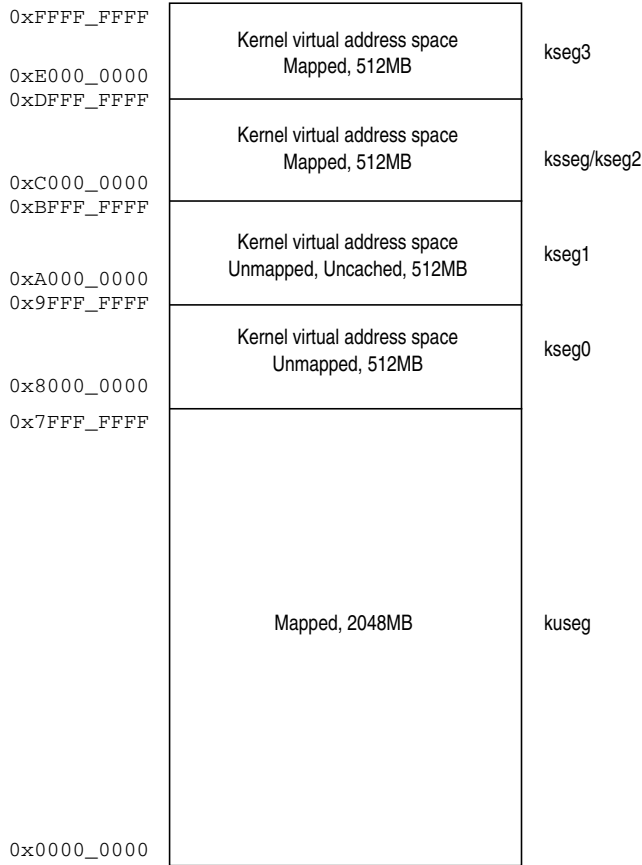 0xFFFF_FFFF
Kernel virtual address space
Mapped, 512MB
kseg3
0xE000_0000
0xDFFF_FFFF
Kernel virtual address space
Mapped, 512MB
ksseg/kseg2
0xC000_0000
0xBFFF_FFFF
Kernel virtual address space
Unmapped, Uncached, 512MB
kseg1
0xA000_0000
0x9FFF_FFFF
Kernel virtual address space
Unmapped, 512MB
kseg0
0x8000_0000
0x7FFF_FFFF
Mapped, 2048MB
kuseg
0x0000_0000